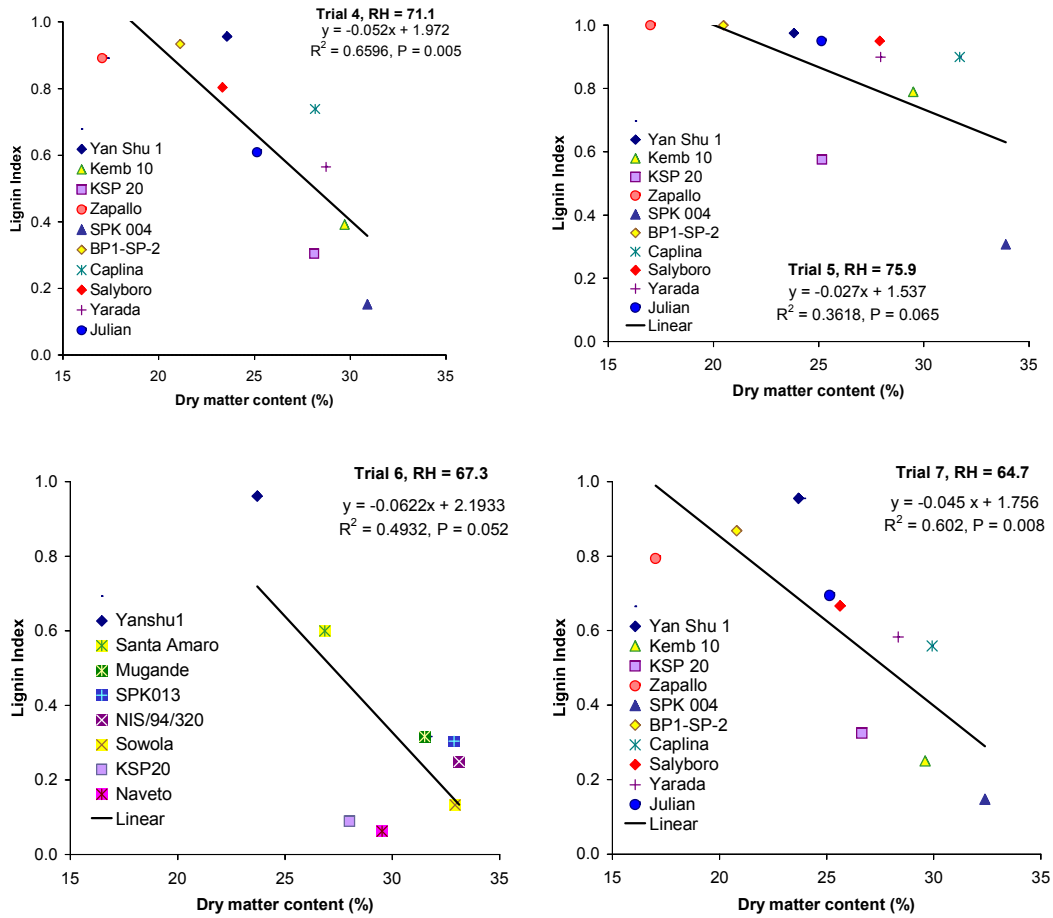 Trial 4, RH = 71.1
y = -0.052x + 1.972
R2 = 0.6596, P = 0.005
Lignin Index
1.0
0.8
0.6
0.4
0.2
0.0
Yan Shu 1
Kemb 10
KSP 20
Zapallo
SPK 004
BP1-SP-2
Caplina
Salyboro
Yarada
Julian
15 20 25 30 35
Dry matter content (%)
Lignin Index
1.0
0.8
0.6
0.4
0.2
0.0
Yan Shu 1
Kemb 10
KSP 20
Zapallo
SPK 004
BP1-SP-2
Caplina
Salyboro
Yarada
Julian
Linear
Trial 5, RH = 75.9
y = -0.027x + 1.537
R2 = 0.3618, P = 0.065
15 20 25 30 35
Dry matter content (%)
Trial 6, RH = 67.3
y = -0.0622x + 2.1933
R2 = 0.4932, P = 0.052
Lignin Index
1.0
0.8
0.6
0.4
0.2
0.0
Yanshu1
Santa Amaro
Mugande
SPK013
NIS/94/320
Sowola
KSP20
Naveto
Linear
15 20 25 30 35
Dry matter content (%)
Trial 7, RH = 64.7
y = -0.045 x + 1.756
R2 = 0.602, P = 0.008
Lignin Index
1.0
0.8
0.6
0.4
0.2
0.0
Yan Shu 1
Kemb 10
KSP 20
Zapallo
SPK 004
BP1-SP-2
Caplina
Salyboro
Yarada
Julian
Linear
15 20 25 30 35
Dry matter content (%)